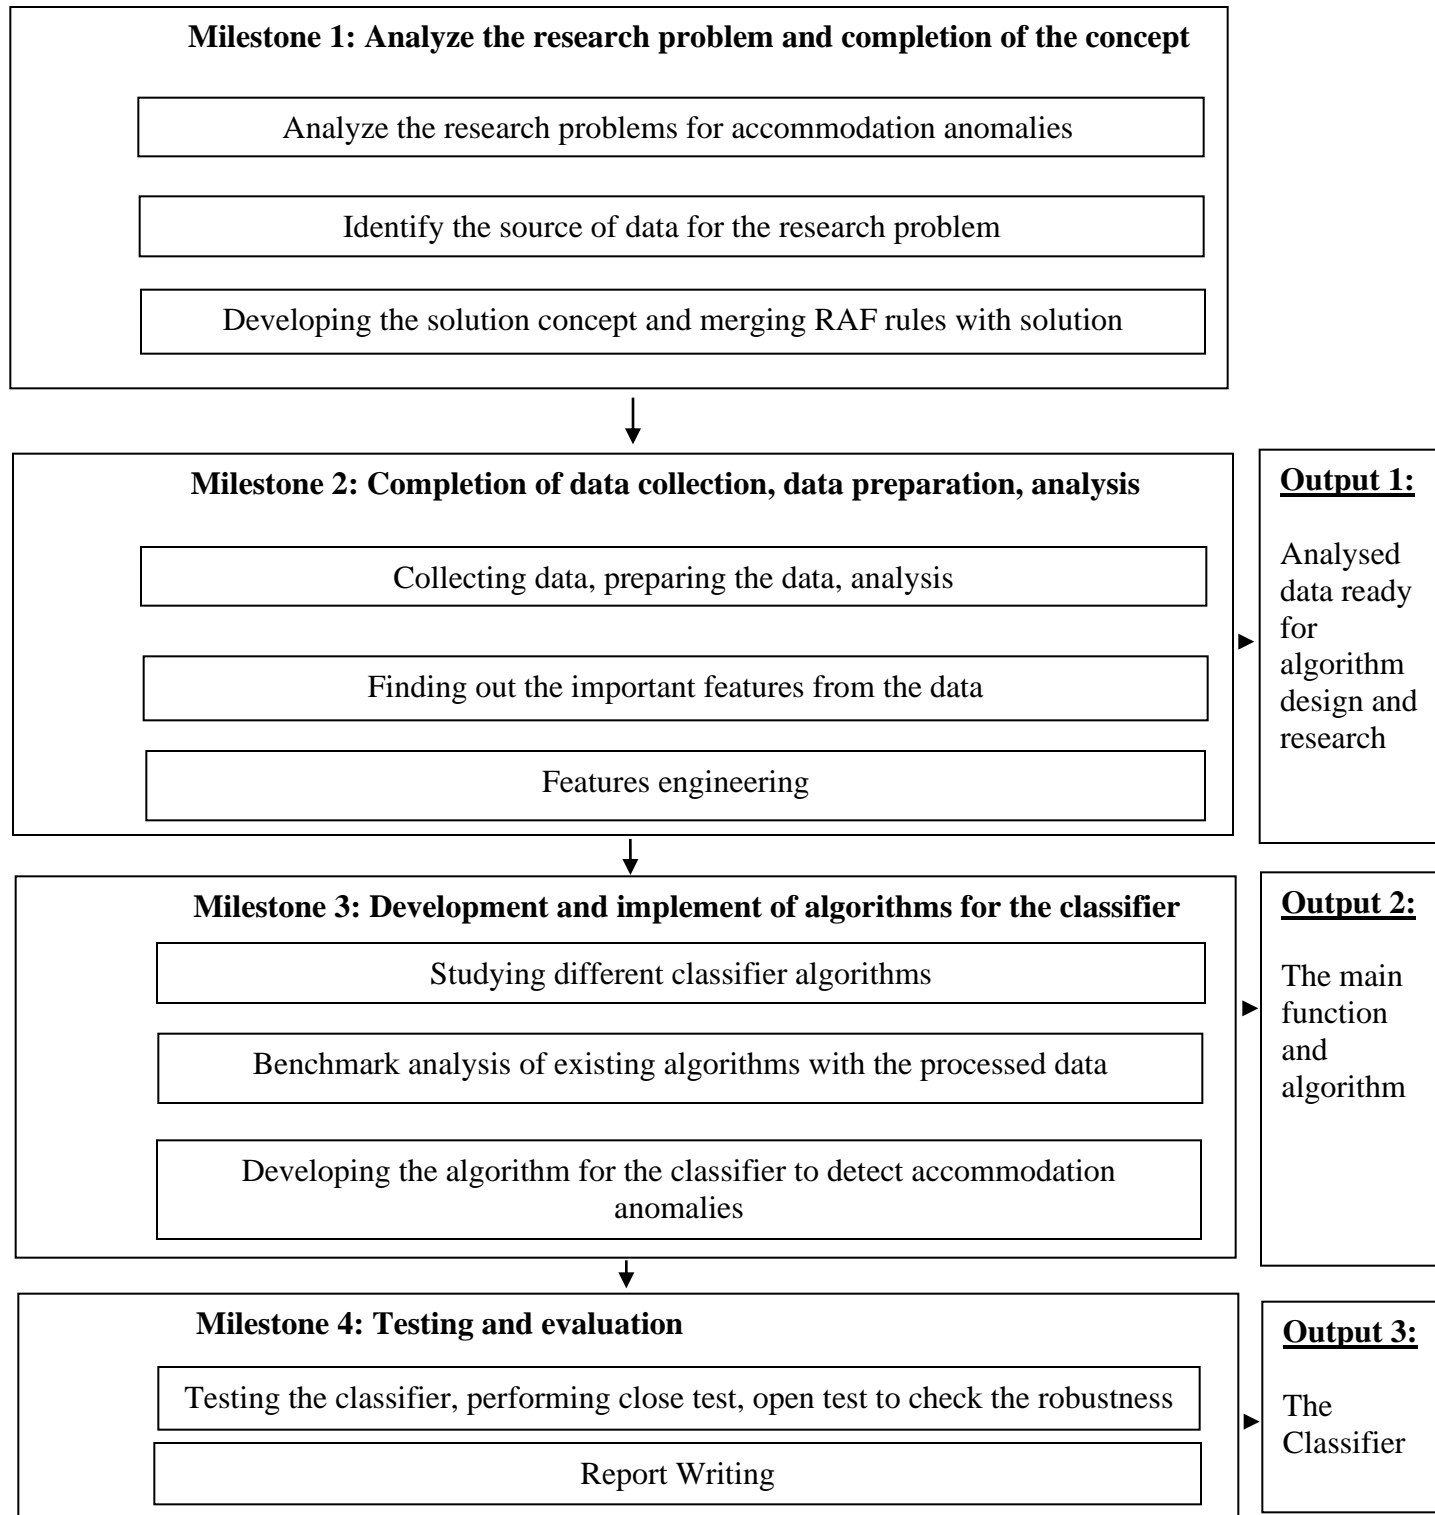 Milestone 1: Analyze the research problem and completion of the concept
Analyze the research problems for accommodation anomalies
Identify the source of data for the research problem
Developing the solution concept and merging RAF rules with solution
Milestone 2: Completion of data collection, data preparation, analysis
Collecting data, preparing the data, analysis
Finding out the important features from the data
Features engineering
Output 1:
Analysed
data ready
for
algorithm
design and
research
Milestone 3: Development and implement of algorithms for the classifier
Studying different classifier algorithms
Benchmark analysis of existing algorithms with the processed data
Developing the algorithm for the classifier to detect accommodation
anomalies
Output 2:
The main
function
and
algorithm
Milestone 4: Testing and evaluation
Testing the classifier, performing close test, open test to check the robustness
Report Writing
Output 3:
The
Classifier